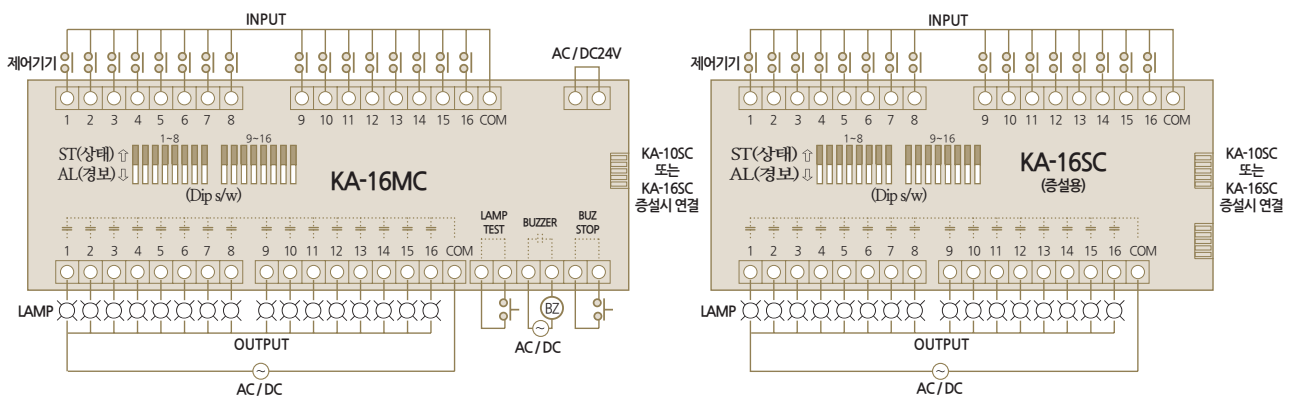 INPUT
제어기기
AC / DC24V
1 2 3 4 5 6 7 8
9 10 11 12 13 14 15 16 COM
1~8
9~16
ST(상태) ⇧
AL(경보) ⇩
(Dip s/w)
KA-16MC
KA-10SC
또는
KA-16SC
증설시 연결
LAMP
TEST
BUZZER
BUZ
STOP
1 2 3 4 5 6 7 8
9 10 11 12 13 14 15 16 COM
LAMP
BZ
OUTPUT
AC / DC
AC / DC
INPUT
제어기기
1 2 3 4 5 6 7 8
9 10 11 12 13 14 15 16 COM
1~8
9~16
ST(상태) ⇧
AL(경보) ⇩
(Dip s/w)
KA-16SC
(증설용)
KA-10SC
또는
KA-16SC
증설시 연결
1 2 3 4 5 6 7 8
9 10 11 12 13 14 15 16 COM
LAMP
OUTPUT
AC / DC